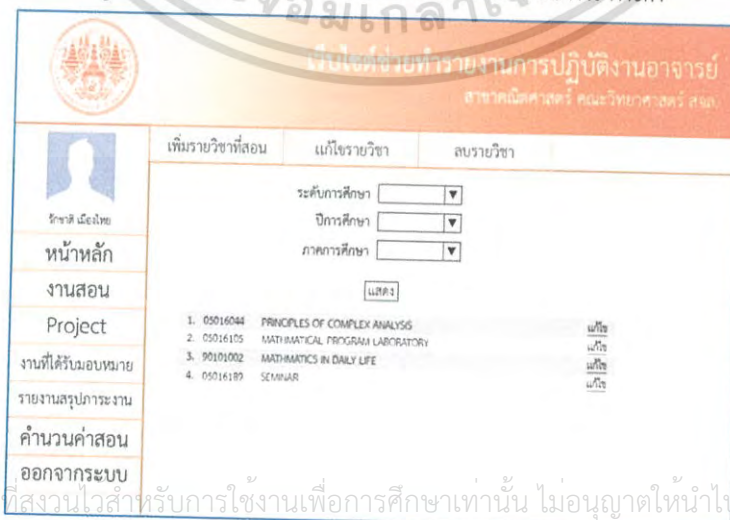 เว็บไซต์ช่วยทำรายงานการปฏิบัติงานอาจารย์
สาขาคณิตศาสตร์ คณะวิทยาศาสตร์ สจล.
เพิ่มรายวิชาที่สอน แก้ไขรายวิชา ลบรายวิชา
รักชาติ เมืองไทย
หน้าหลัก
งานสอน
Project
งานที่ได้รับมอบหมาย
รายงานสรุปภาระงาน
คำนวนค่าสอน
ออกจากระบบ
ระดับการศึกษา
ปีการศึกษา
ภาคการศึกษา
แสดง
1. 05016044 PRINCIPLES OF COMPLEX ANALYSIS แก้ไข
2. 05016105 MATHMATICAL PROGRAM LABORATORY แก้ไข
3. 90101002 MATHMATICS IN DAILY LIFE แก้ไข
4. 05016189 SEMINAR แก้ไข
ที่สงวนไว้สำหรับการใช้งานเพื่อการศึกษาเท่านั้น ไม่อนุญาตให้นำไป